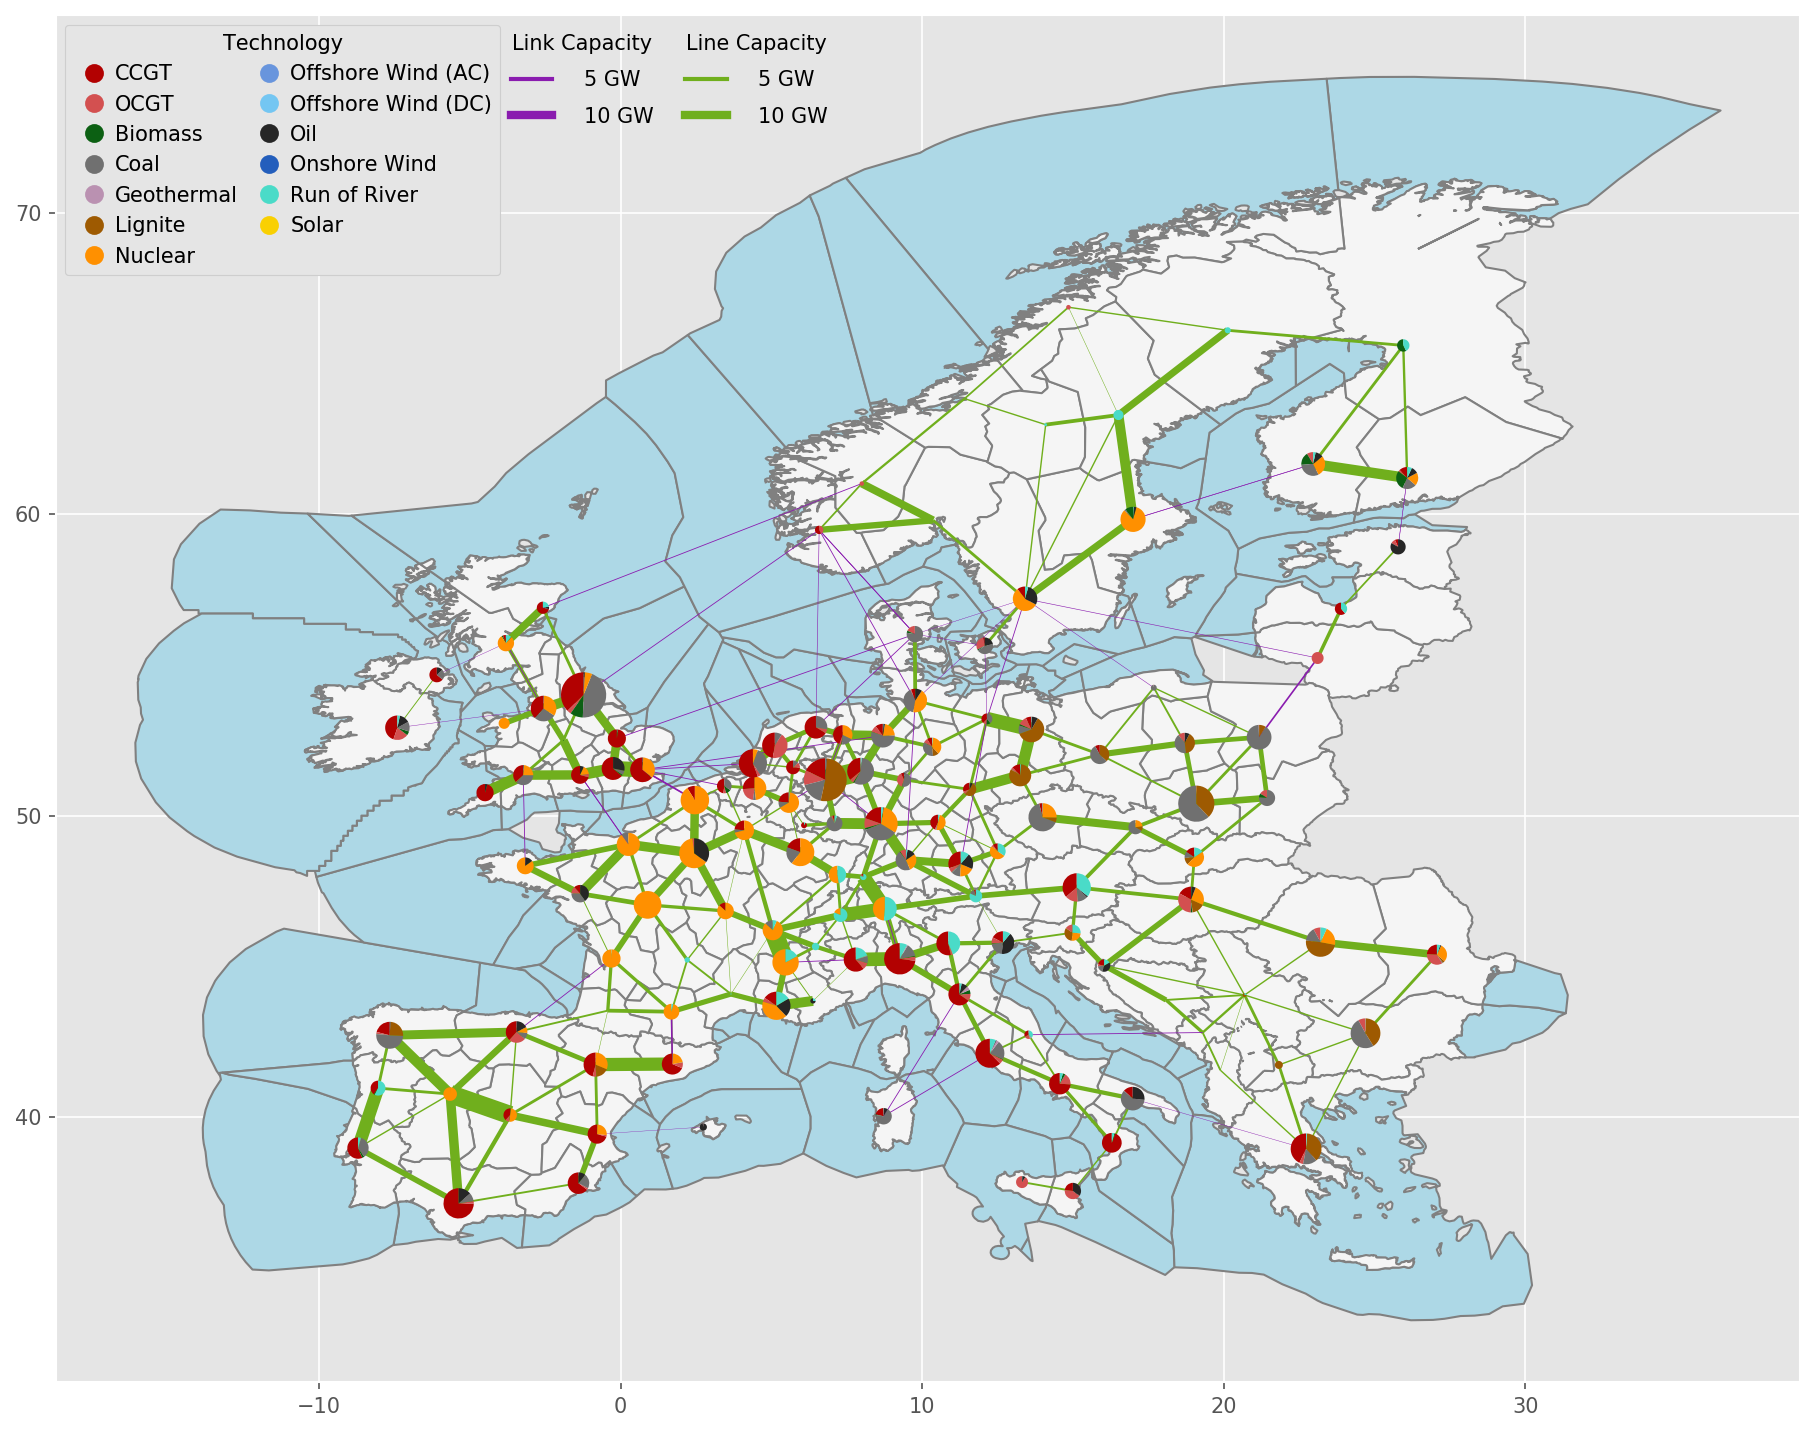 Technology
CCGT
OCGT
Biomass
Coal
Geothermal
Lignite
Nuclear
Offshore Wind (AC)
Offshore Wind (DC)
Oil
Onshore Wind
Run of River
Solar
Link Capacity
5 GW
10 GW
Line Capacity
5 GW
10 GW
70
60
50
40
−10
0
10
20
30